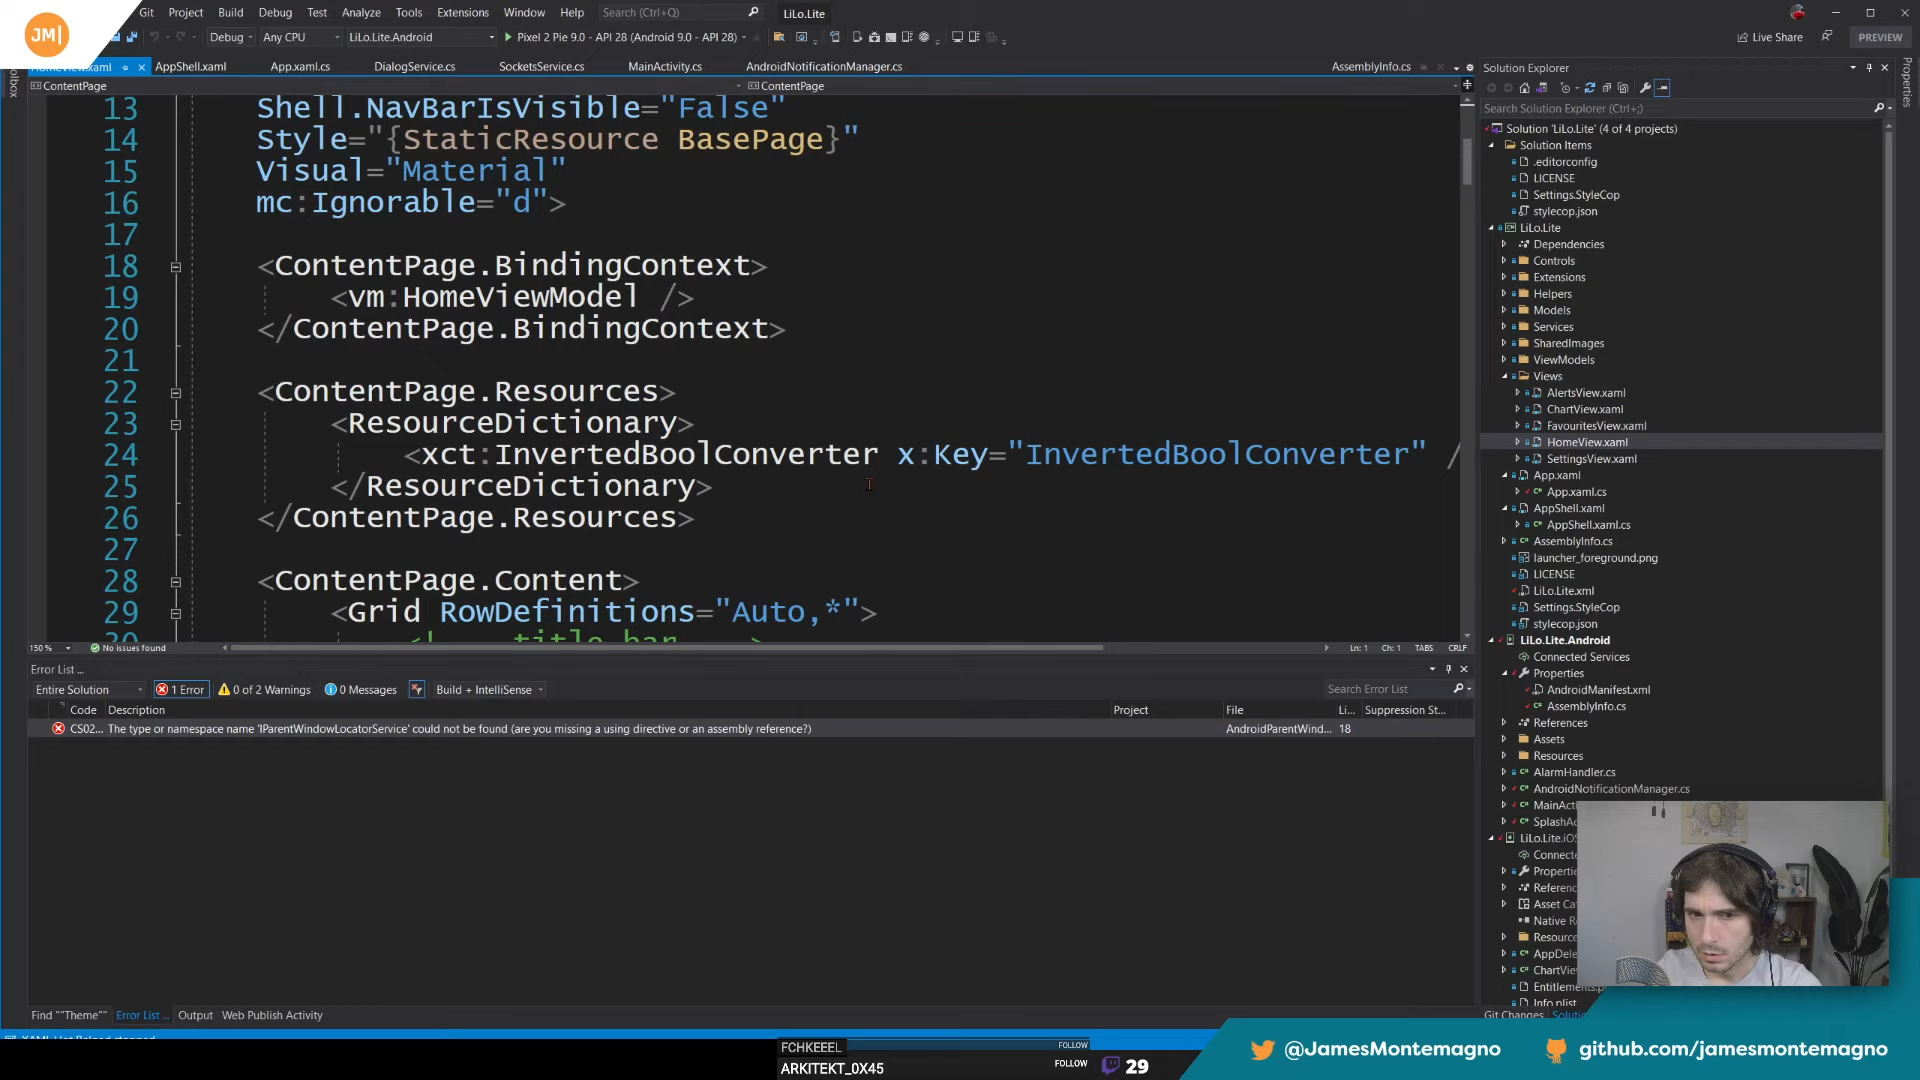 JM|
Git Project Build Debug Test Analyze Tools Extensions Window Help Search (Ctrl+Q) LiLo.Lite
Debug Any CPU LiLo.Lite.Android Pixel 2 Pie 9.0 - API 28 (Android 9.0 - API 28) Live Share PREVIEW
HomeView.xaml AppShell.xaml App.xaml.cs DialogService.cs SocketsService.cs MainActivity.cs AndroidNotificationManager.cs AssemblyInfo.cs
ContentPage ContentPage
13 Shell.NavBarIsVisible="False"
14 Style="{StaticResource BasePage}"
15 Visual="Material"
16 mc:Ignorable="d">
17
18 <ContentPage.BindingContext>
19 <vm:HomeViewModel />
20 </ContentPage.BindingContext>
21
22 <ContentPage.Resources>
23 <ResourceDictionary>
24 <xct:InvertedBoolConverter x:Key="InvertedBoolConverter" /
25 </ResourceDictionary>
26 </ContentPage.Resources>
27
28 <ContentPage.Content>
29 <Grid RowDefinitions="Auto,*">
30 <!-- title bar -->
150 % No issues found Ln: 1 Ch: 1 TABS CRLF
Error List ...
Entire Solution 1 Error 0 of 2 Warnings 0 Messages Build + IntelliSense Search Error List
Code Description Project File Li... Suppression St...
CS02... The type or namespace name 'IParentWindowLocatorService' could not be found (are you missing a using directive or an assembly reference?) AndroidParentWind... 18
Find ""Theme"" Error List ... Output Web Publish Activity
XAML Hot Reload stopped
Solution Explorer
Search Solution Explorer (Ctrl+;)
Solution 'LiLo.Lite' (4 of 4 projects)
Solution Items
.editorconfig
LICENSE
Settings.StyleCop
stylecop.json
LiLo.Lite
Dependencies
Controls
Extensions
Helpers
Models
Services
SharedImages
ViewModels
Views
AlertsView.xaml
ChartView.xaml
FavouritesView.xaml
HomeView.xaml
SettingsView.xaml
App.xaml
App.xaml.cs
AppShell.xaml
AppShell.xaml.cs
AssemblyInfo.cs
launcher_foreground.png
LICENSE
LiLo.Lite.xml
Settings.StyleCop
stylecop.json
LiLo.Lite.Android
Connected Services
Properties
AndroidManifest.xml
AssemblyInfo.cs
References
Assets
Resources
AlarmHandler.cs
AndroidNotificationManager.cs
MainActi
SplashAc
LiLo.Lite.iOS
Connecte
Properti
Referenc
Asset Cat
Native R
Resourc
AppDele
ChartVie
Entitlements.p
Info.plist
Git Changes Soluti
Properties
FCHKEEEL FOLLOW
ARKITEKT_0X45 FOLLOW
29
@JamesMontemagno
github.com/jamesmontemagno